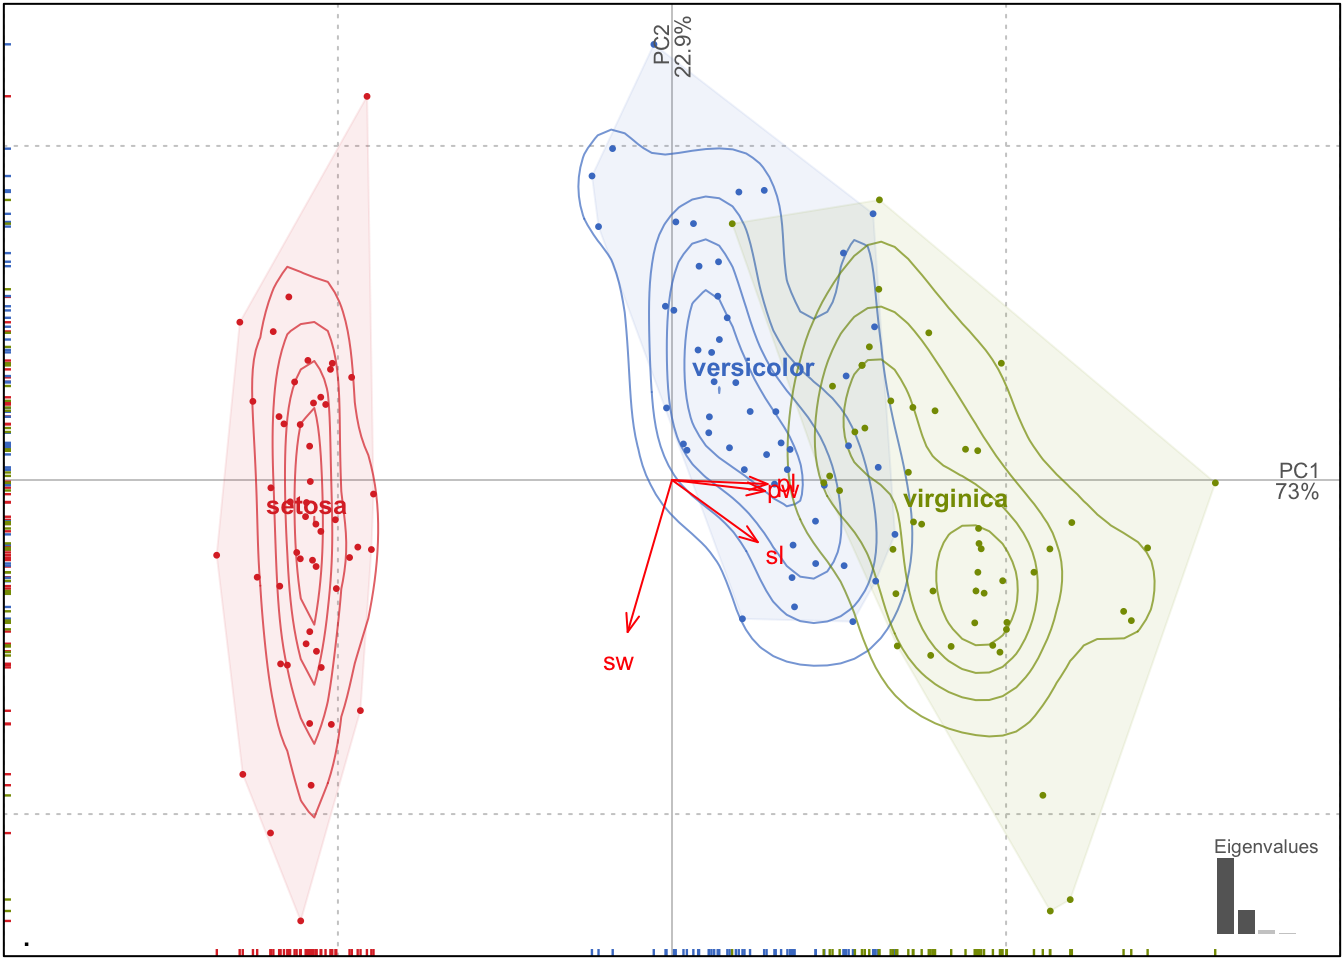 PC2
22.9%
versicolor
PC1
73%
pl
pw
virginica
setosa
sl
sw
Eigenvalues
.